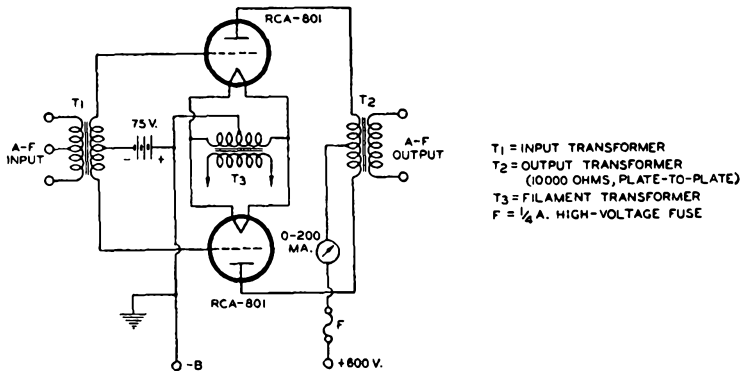 RCA-801
T1
T2
75 V.
A-F
INPUT
- +
A-F
OUTPUT
T3
0-200
MA.
RCA-801
F
-B
+600 V.
T1 = INPUT TRANSFORMER
T2 = OUTPUT TRANSFORMER
(10000 OHMS, PLATE-TO-PLATE)
T3 = FILAMENT TRANSFORMER
F = 1/4 A. HIGH-VOLTAGE FUSE